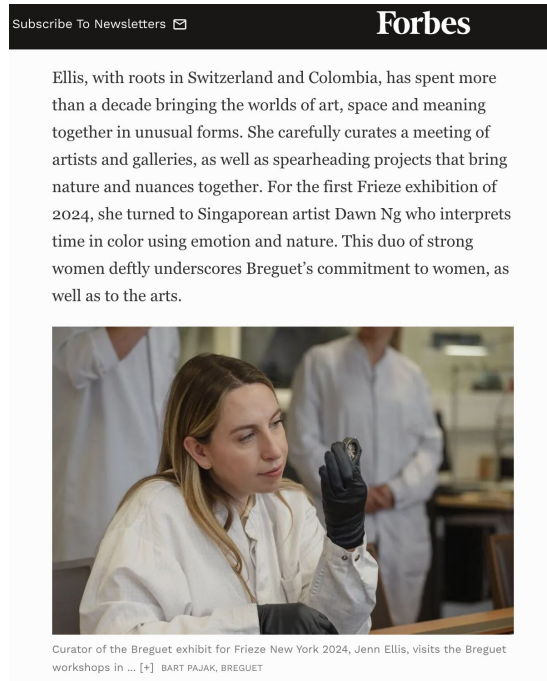 Subscribe To Newsletters
Forbes
Ellis, with roots in Switzerland and Colombia, has spent more
than a decade bringing the worlds of art, space and meaning
together in unusual forms. She carefully curates a meeting of
artists and galleries, as well as spearheading projects that bring
nature and nuances together. For the first Frieze exhibition of
2024, she turned to Singaporean artist Dawn Ng who interprets
time in color using emotion and nature. This duo of strong
women deftly underscores Breguet’s commitment to women, as
well as to the arts.
Curator of the Breguet exhibit for Frieze New York 2024, Jenn Ellis, visits the Breguet
workshops in ... [+] BART PAJAK, BREGUET